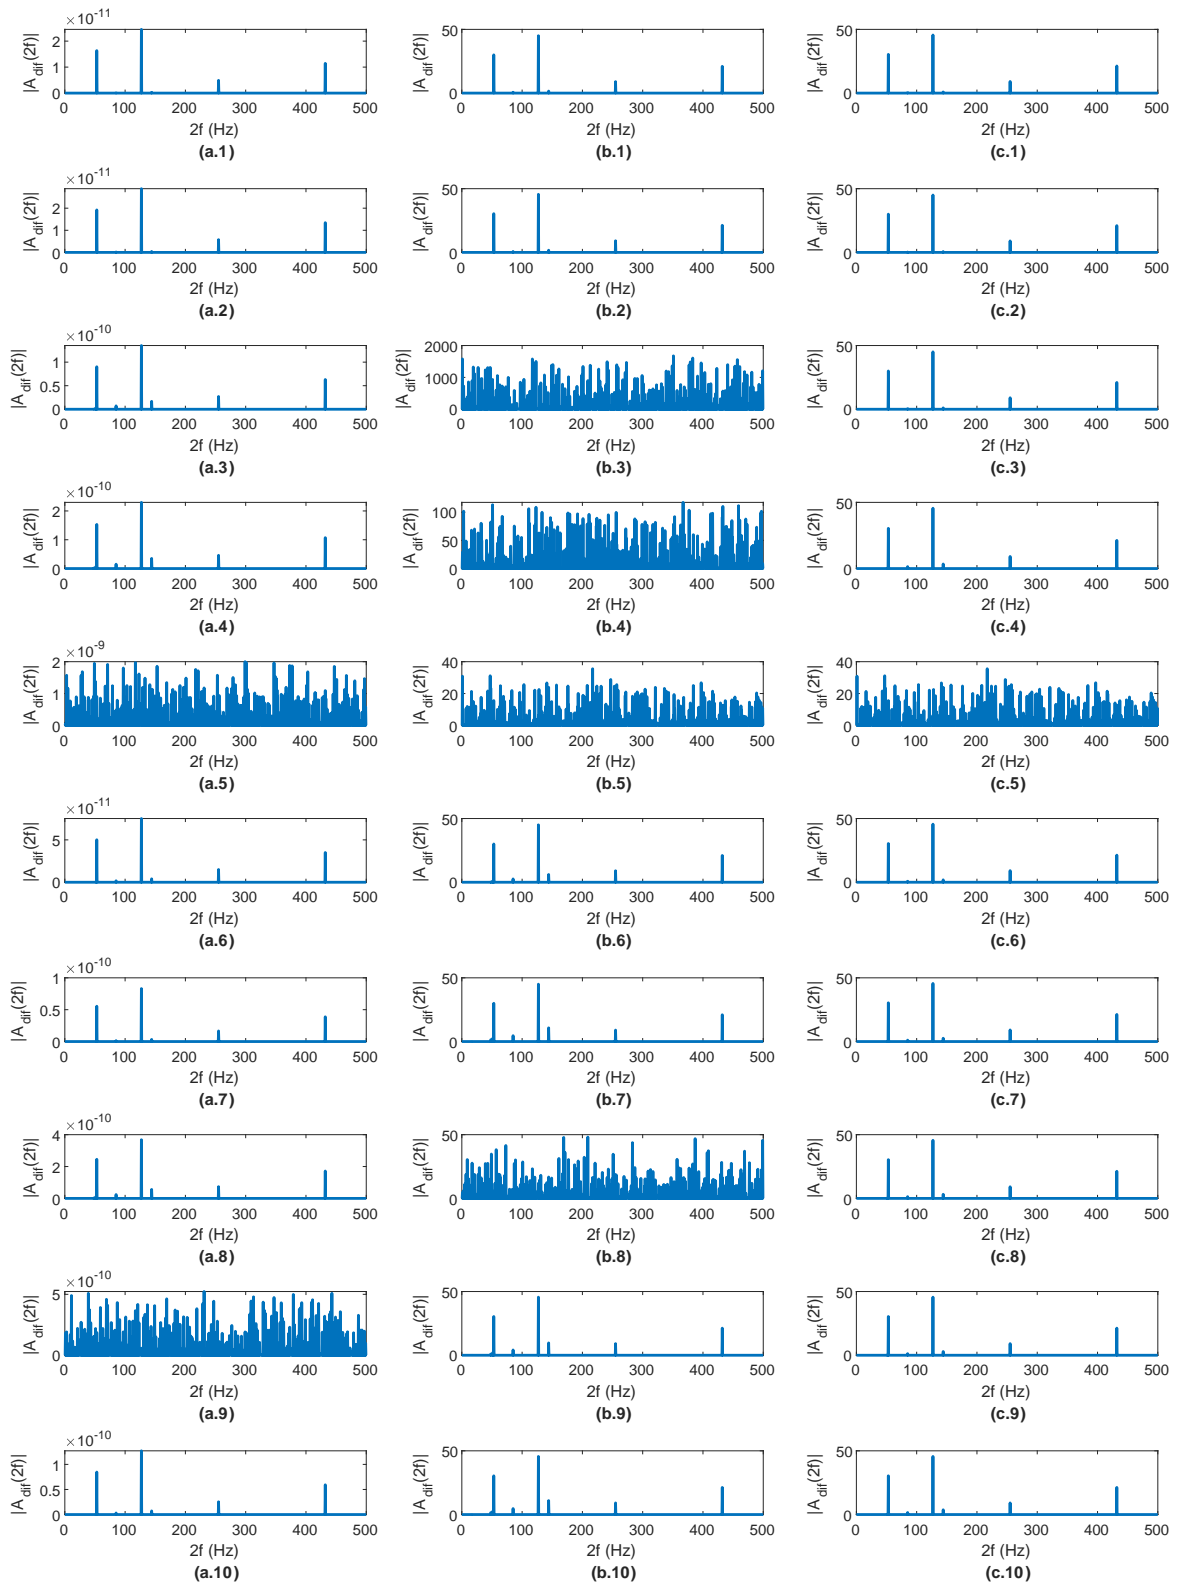 ×10⁻¹¹
|A_dif(2f)|
2
1
0
0 100 200 300 400 500
2f (Hz)
(a.1)
|A_dif(2f)|
50
0
0 100 200 300 400 500
2f (Hz)
(b.1)
|A_dif(2f)|
50
0
0 100 200 300 400 500
2f (Hz)
(c.1)
×10⁻¹¹
|A_dif(2f)|
2
1
0
0 100 200 300 400 500
2f (Hz)
(a.2)
|A_dif(2f)|
50
0
0 100 200 300 400 500
2f (Hz)
(b.2)
|A_dif(2f)|
50
0
0 100 200 300 400 500
2f (Hz)
(c.2)
×10⁻¹⁰
|A_dif(2f)|
1
0.5
0
0 100 200 300 400 500
2f (Hz)
(a.3)
|A_dif(2f)|
2000
1000
0
0 100 200 300 400 500
2f (Hz)
(b.3)
|A_dif(2f)|
50
0
0 100 200 300 400 500
2f (Hz)
(c.3)
×10⁻¹⁰
|A_dif(2f)|
2
1
0
0 100 200 300 400 500
2f (Hz)
(a.4)
|A_dif(2f)|
100
50
0
0 100 200 300 400 500
2f (Hz)
(b.4)
|A_dif(2f)|
50
0
0 100 200 300 400 500
2f (Hz)
(c.4)
×10⁻⁹
|A_dif(2f)|
2
1
0
0 100 200 300 400 500
2f (Hz)
(a.5)
|A_dif(2f)|
40
20
0
0 100 200 300 400 500
2f (Hz)
(b.5)
|A_dif(2f)|
40
20
0
0 100 200 300 400 500
2f (Hz)
(c.5)
×10⁻¹¹
|A_dif(2f)|
5
0
0 100 200 300 400 500
2f (Hz)
(a.6)
|A_dif(2f)|
50
0
0 100 200 300 400 500
2f (Hz)
(b.6)
|A_dif(2f)|
50
0
0 100 200 300 400 500
2f (Hz)
(c.6)
×10⁻¹⁰
|A_dif(2f)|
1
0.5
0
0 100 200 300 400 500
2f (Hz)
(a.7)
|A_dif(2f)|
50
0
0 100 200 300 400 500
2f (Hz)
(b.7)
|A_dif(2f)|
50
0
0 100 200 300 400 500
2f (Hz)
(c.7)
×10⁻¹⁰
|A_dif(2f)|
4
2
0
0 100 200 300 400 500
2f (Hz)
(a.8)
|A_dif(2f)|
50
0
0 100 200 300 400 500
2f (Hz)
(b.8)
|A_dif(2f)|
50
0
0 100 200 300 400 500
2f (Hz)
(c.8)
×10⁻¹⁰
|A_dif(2f)|
5
0
0 100 200 300 400 500
2f (Hz)
(a.9)
|A_dif(2f)|
50
0
0 100 200 300 400 500
2f (Hz)
(b.9)
|A_dif(2f)|
50
0
0 100 200 300 400 500
2f (Hz)
(c.9)
×10⁻¹⁰
|A_dif(2f)|
1
0.5
0
0 100 200 300 400 500
2f (Hz)
(a.10)
|A_dif(2f)|
50
0
0 100 200 300 400 500
2f (Hz)
(b.10)
|A_dif(2f)|
50
0
0 100 200 300 400 500
2f (Hz)
(c.10)